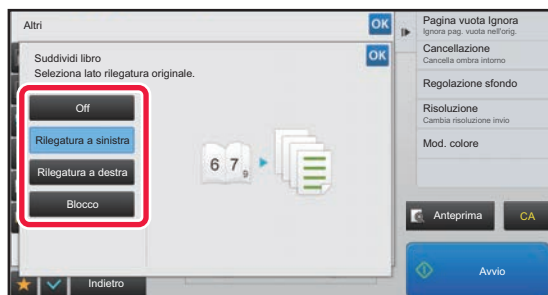 Altri
OK
Suddividi libro
Seleziona lato rilegatura originale.
OK
Off
Rilegatura a sinistra
Rilegatura a destra
Blocco
6 7 9
Indietro
Pagina vuota Ignora
Ignora pag. vuota nell'orig.
Cancellazione
Cancella ombra intorno
Regolazione sfondo
Risoluzione
Cambia risoluzione invio
Mod. colore
Anteprima
CA
Avvio